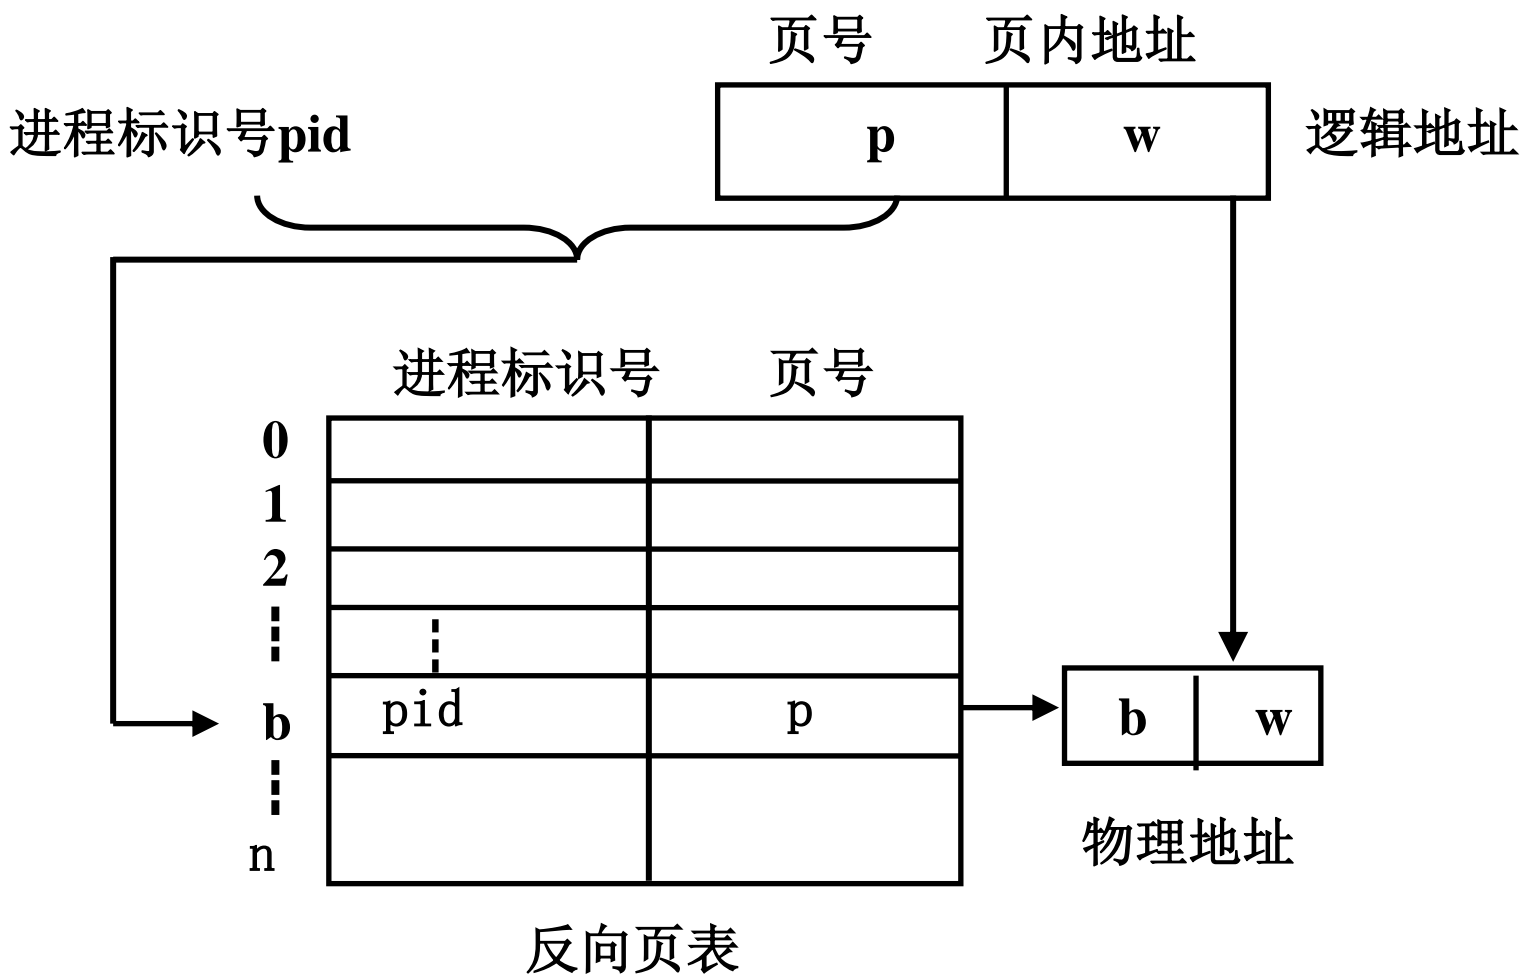 页号 页内地址
进程标识号pid p w 逻辑地址
进程标识号 页号
0
1
2
b pid p b w
n 物理地址
反向页表